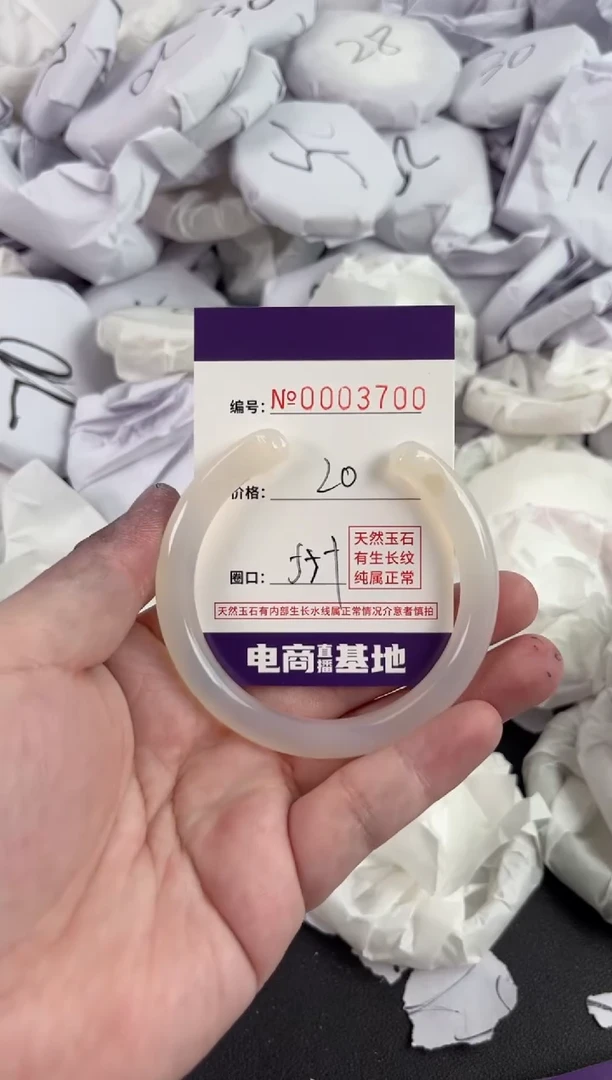 28
30
编号: №0003700
价格: 20
天然玉石
有生长纹
纯属正常
圈口:
天然玉石有内部生长水线属正常情况介意者慎拍
电商直播基地